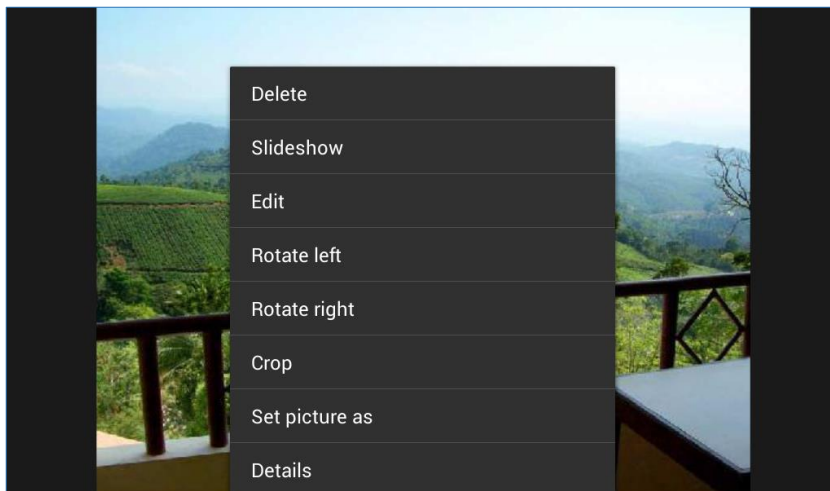 Delete
Slideshow
Edit
Rotate left
Rotate right
Crop
Set picture as
Details